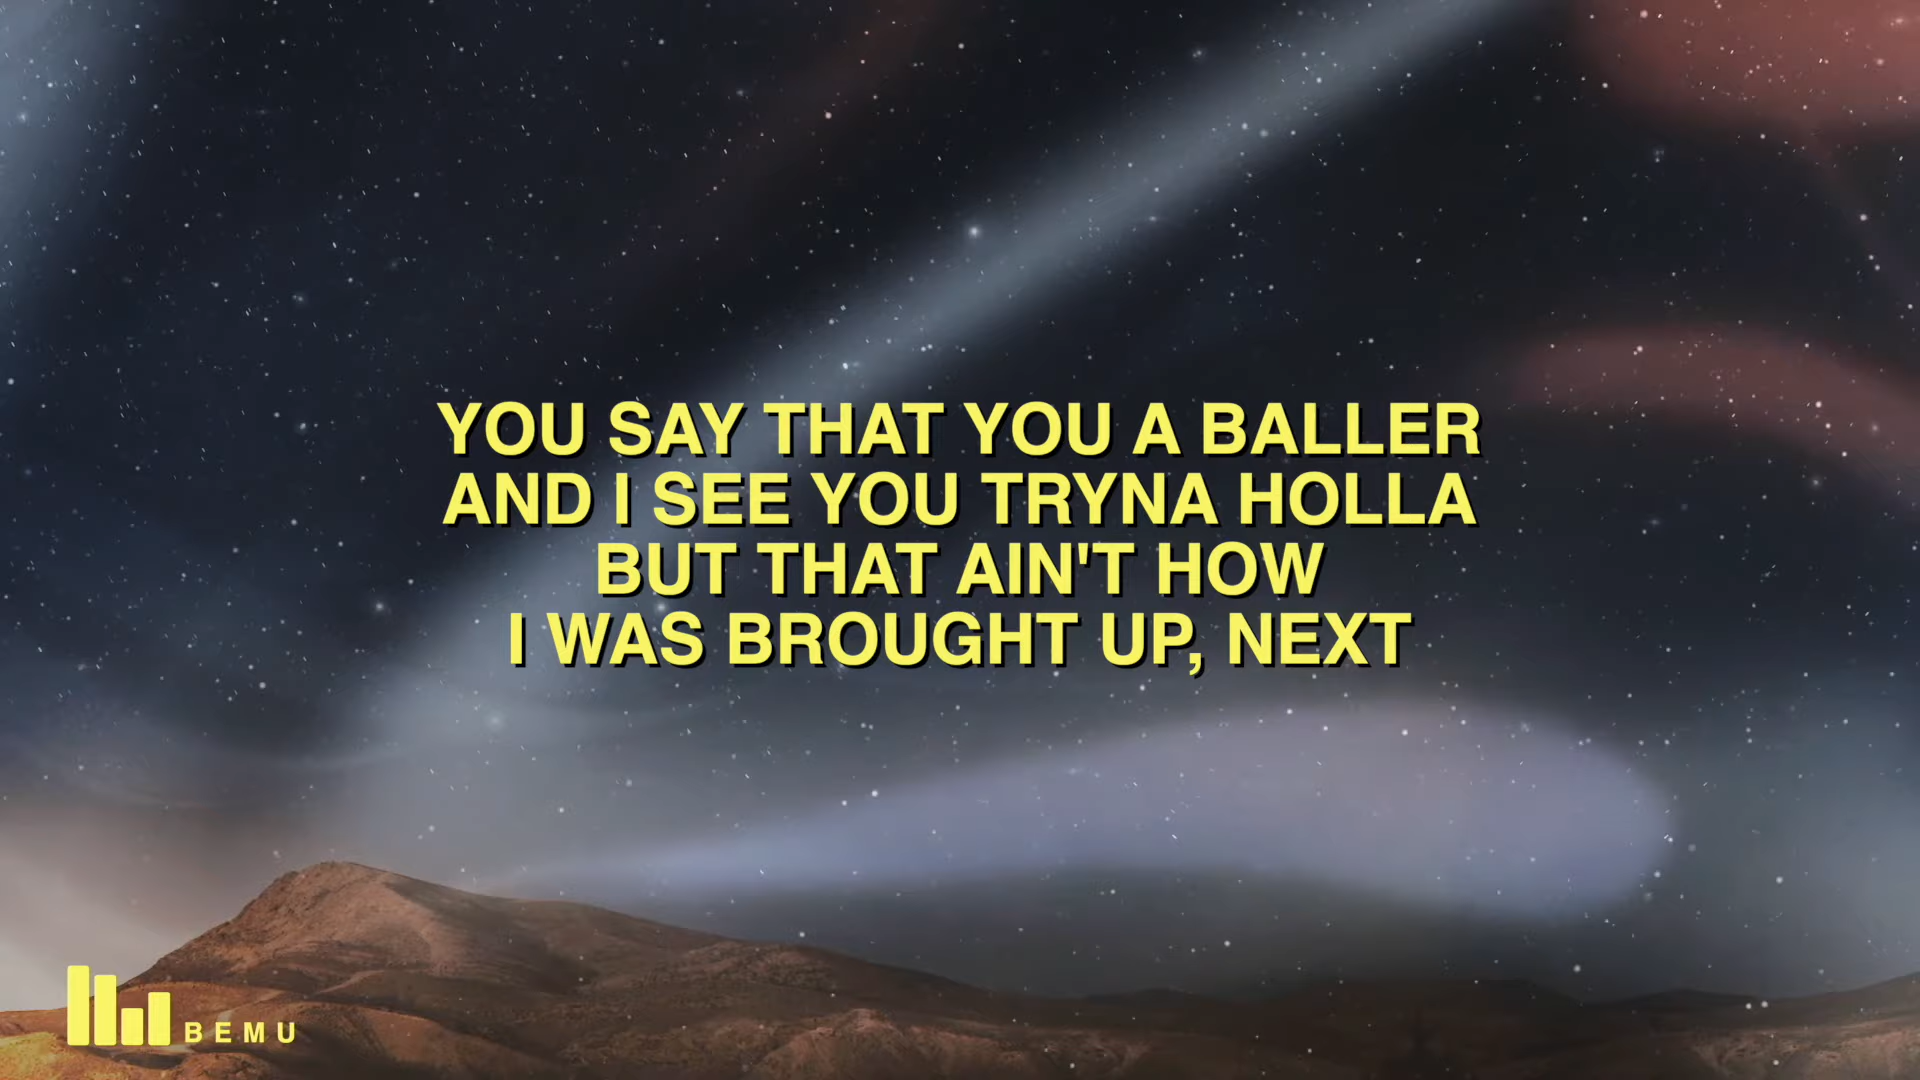 YOU SAY THAT YOU A BALLER
AND I SEE YOU TRYNA HOLLA
BUT THAT AIN'T HOW
I WAS BROUGHT UP, NEXT
BEMU